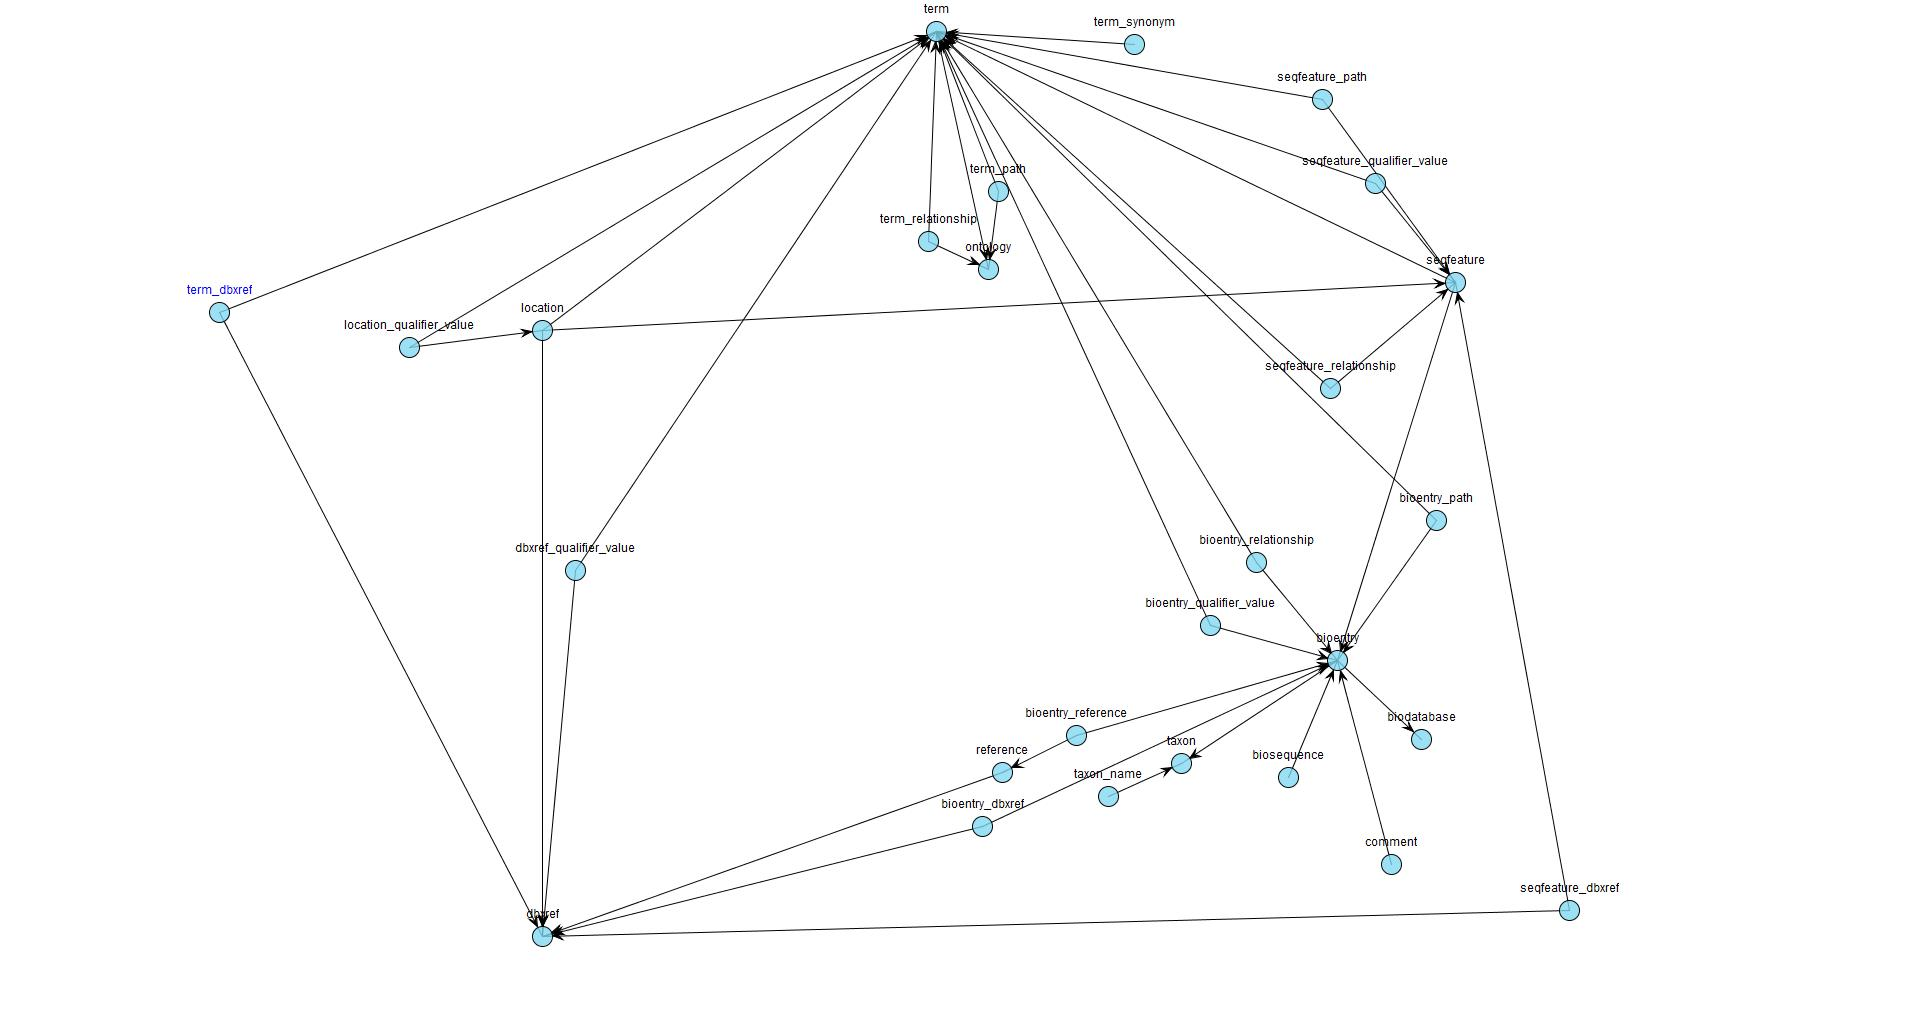 term
term_synonym
seqfeature_path
seqfeature_qualifier_value
term_path
term_relationship
ontology
seqfeature
term_dbxref
location
location_qualifier_value
seqfeature_relationship
bioentry_path
bioentry_relationship
dbxref_qualifier_value
bioentry_qualifier_value
bioentry
bioentry_reference
biodatabase
taxon
reference
biosequence
taxon_name
bioentry_dbxref
comment
seqfeature_dbxref
dbxref